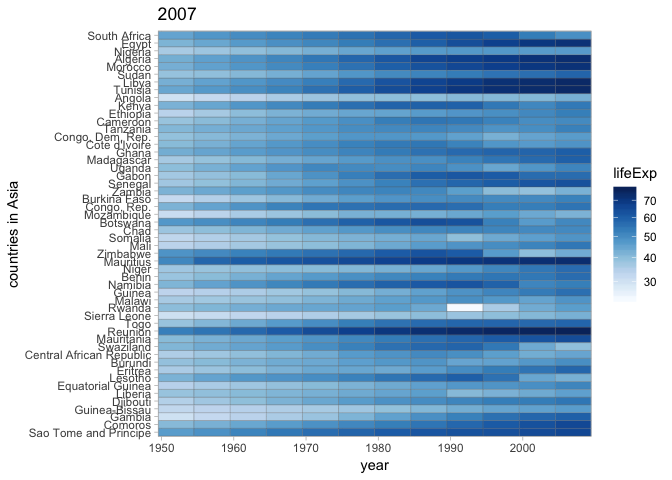 2007
countries in Asia
South Africa
Egypt
Nigeria
Algeria
Morocco
Sudan
Libya
Tunisia
Angola
Kenya
Ethiopia
Cameroon
Tanzania
Congo, Dem. Rep.
Cote d'Ivoire
Ghana
Madagascar
Uganda
Gabon
Senegal
Zambia
Burkina Faso
Congo, Rep.
Mozambique
Botswana
Chad
Somalia
Mali
Zimbabwe
Mauritius
Niger
Benin
Namibia
Guinea
Malawi
Rwanda
Sierra Leone
Togo
Reunion
Mauritania
Swaziland
Central African Republic
Burundi
Eritrea
Lesotho
Equatorial Guinea
Liberia
Djibouti
Guinea-Bissau
Gambia
Comoros
Sao Tome and Principe
1950 1960 1970 1980 1990 2000
year
lifeExp
70
60
50
40
30